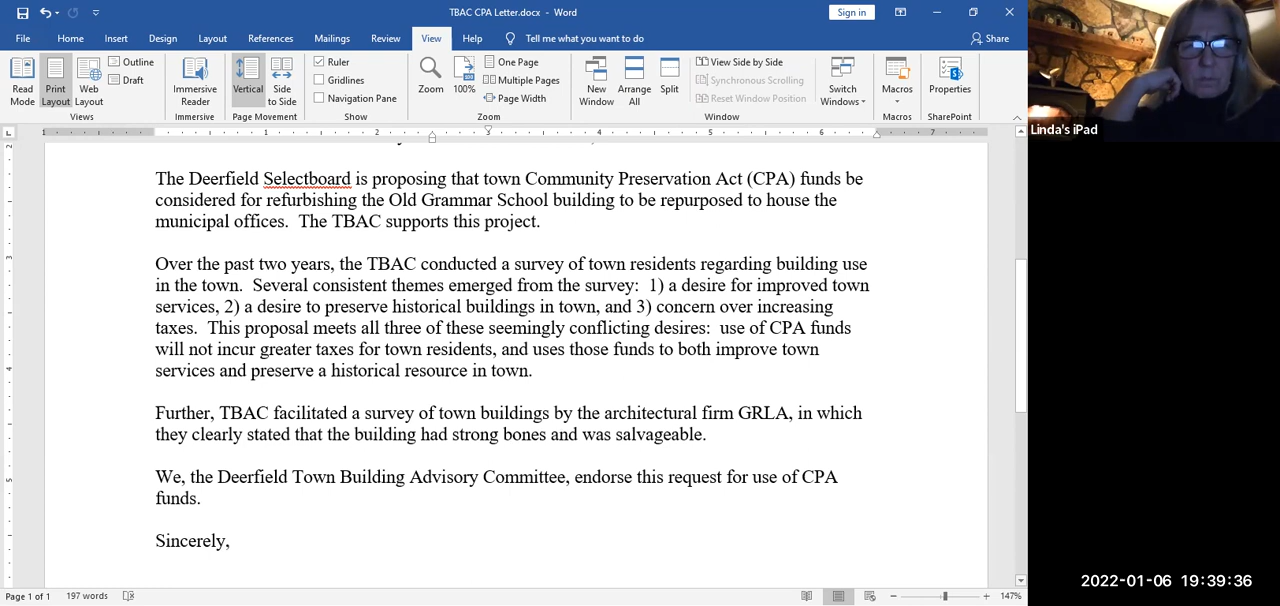 TBAC CPA Letter.docx - Word
Sign in
File Home Insert Design Layout References Mailings Review View Help Tell me what you want to do Share
Read Mode
Print Layout
Web Layout
Outline
Draft
Views
Immersive Reader
Immersive
Vertical
Side to Side
Page Movement
Ruler
Gridlines
Navigation Pane
Show
Zoom
100%
One Page
Multiple Pages
Page Width
Zoom
New Window
Arrange All
Split
View Side by Side
Synchronous Scrolling
Reset Window Position
Window
Switch Windows
Macros
Macros
Properties
SharePoint
Linda's iPad
The Deerfield Selectboard is proposing that town Community Preservation Act (CPA) funds be
considered for refurbishing the Old Grammar School building to be repurposed to house the
municipal offices. The TBAC supports this project.
Over the past two years, the TBAC conducted a survey of town residents regarding building use
in the town. Several consistent themes emerged from the survey: 1) a desire for improved town
services, 2) a desire to preserve historical buildings in town, and 3) concern over increasing
taxes. This proposal meets all three of these seemingly conflicting desires: use of CPA funds
will not incur greater taxes for town residents, and uses those funds to both improve town
services and preserve a historical resource in town.
Further, TBAC facilitated a survey of town buildings by the architectural firm GRLA, in which
they clearly stated that the building had strong bones and was salvageable.
We, the Deerfield Town Building Advisory Committee, endorse this request for use of CPA
funds.
Sincerely,
2022-01-06 19:39:36
Page 1 of 1 197 words 147%